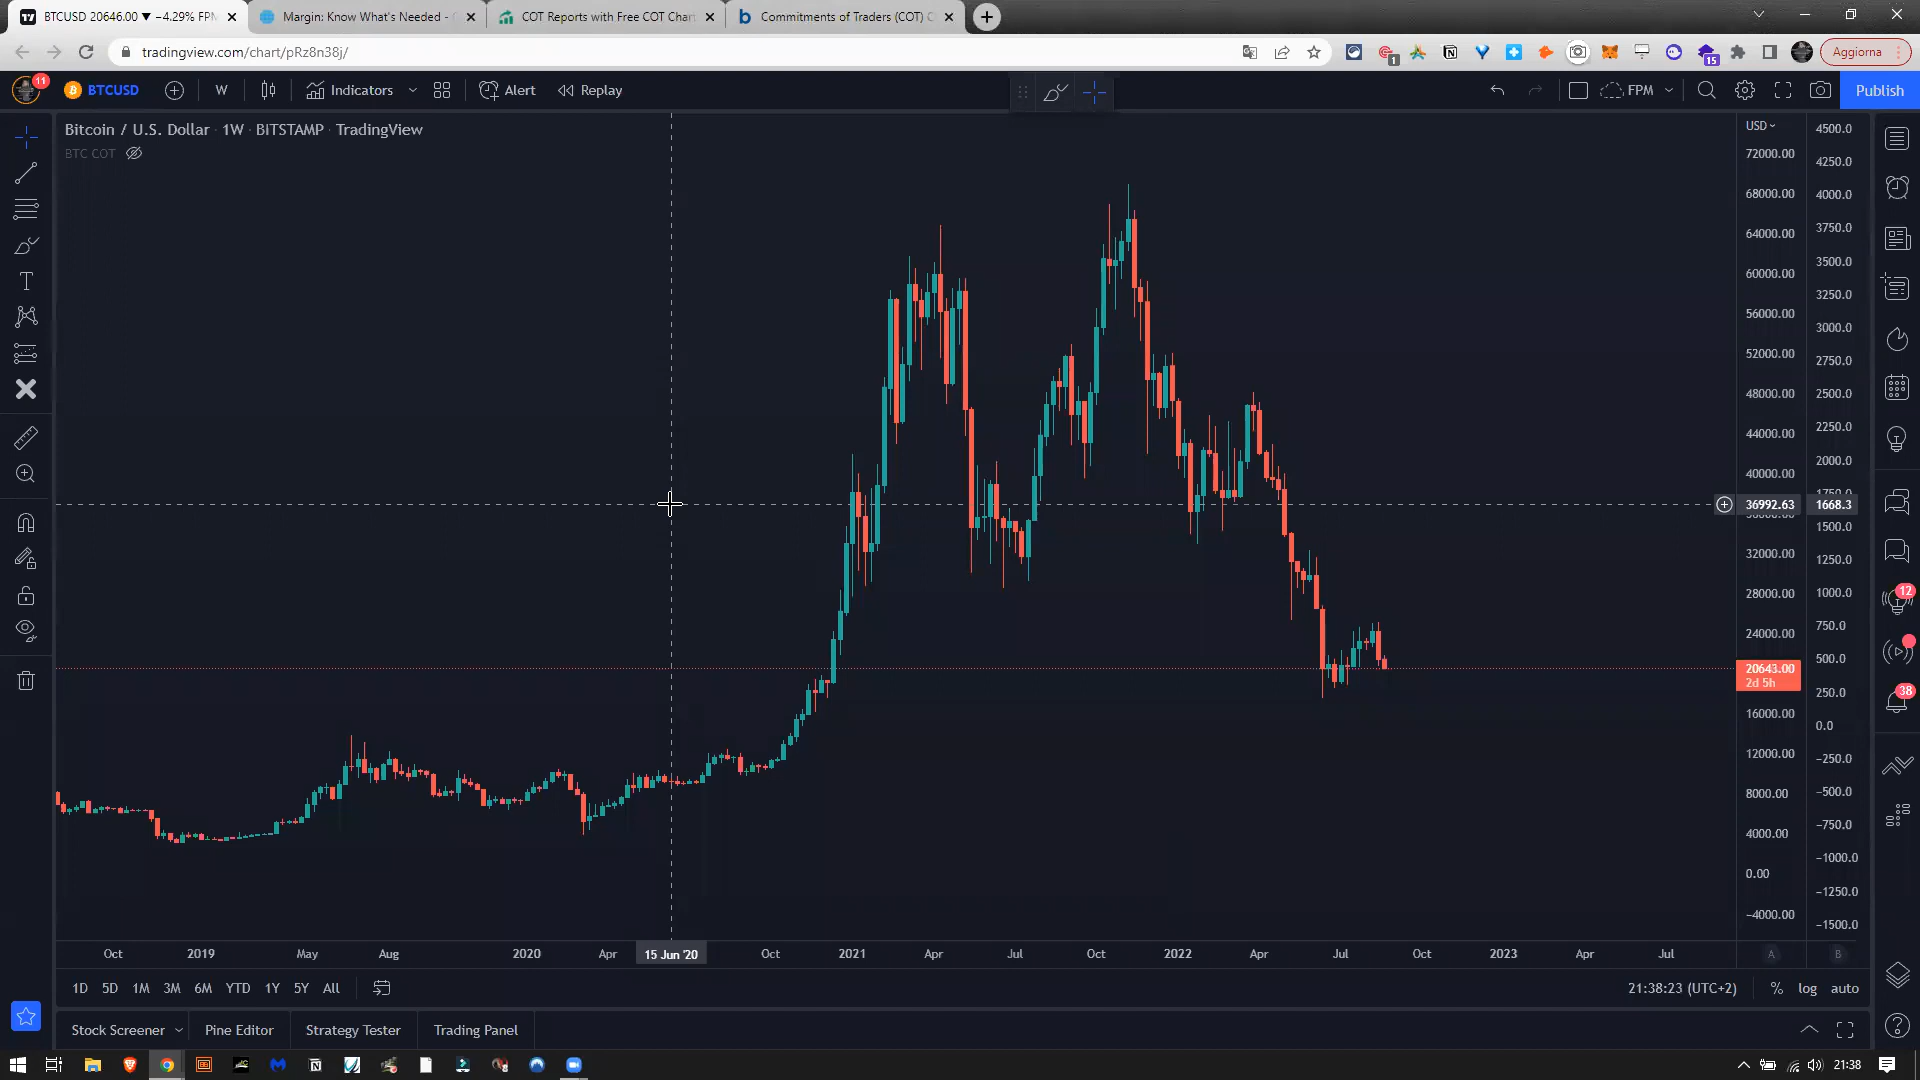 BTCUSD 20646.00 ▼ −4.29% FPM
Margin: Know What's Needed -
COT Reports with Free COT Char
Commitments of Traders (COT) C
tradingview.com/chart/pRz8n38j/
1
15
Aggiorna
11
BTCUSD
W
Indicators
Alert
Replay
FPM
Publish
Bitcoin / U.S. Dollar · 1W · BITSTAMP · TradingView
BTC COT
USD
72000.00
68000.00
64000.00
60000.00
56000.00
52000.00
48000.00
44000.00
40000.00
36992.63
32000.00
28000.00
24000.00
20643.00
2d 5h
16000.00
12000.00
8000.00
4000.00
0.00
−4000.00
4500.0
4250.0
4000.0
3750.0
3500.0
3250.0
3000.0
2750.0
2500.0
2250.0
2000.0
1668.3
1500.0
1250.0
1000.0
750.0
500.0
250.0
0.0
−250.0
−500.0
−750.0
−1000.0
−1250.0
−1500.0
12
38
Oct
2019
May
Aug
2020
Apr
15 Jun '20
Oct
2021
Apr
Jul
Oct
2022
Apr
Jul
Oct
2023
Apr
Jul
A
B
1D 5D 1M 3M 6M YTD 1Y 5Y All
21:38:23 (UTC+2)
% log auto
Stock Screener
Pine Editor
Strategy Tester
Trading Panel
21:38